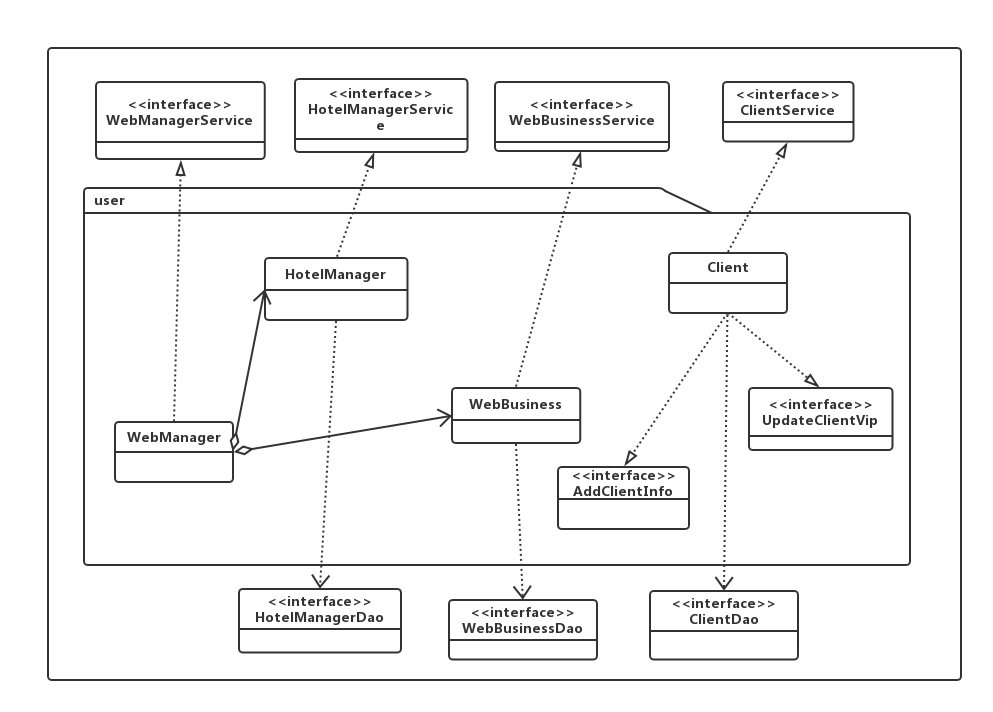 <<interface>>
WebManagerService
<<interface>>
HotelManagerServic
e
<<interface>>
WebBusinessService
<<interface>>
ClientService
user
HotelManager
Client
WebManager
WebBusiness
<<interface>>
UpdateClientVip
<<interface>>
AddClientInfo
<<interface>>
HotelManagerDao
<<interface>>
WebBusinessDao
<<interface>>
ClientDao